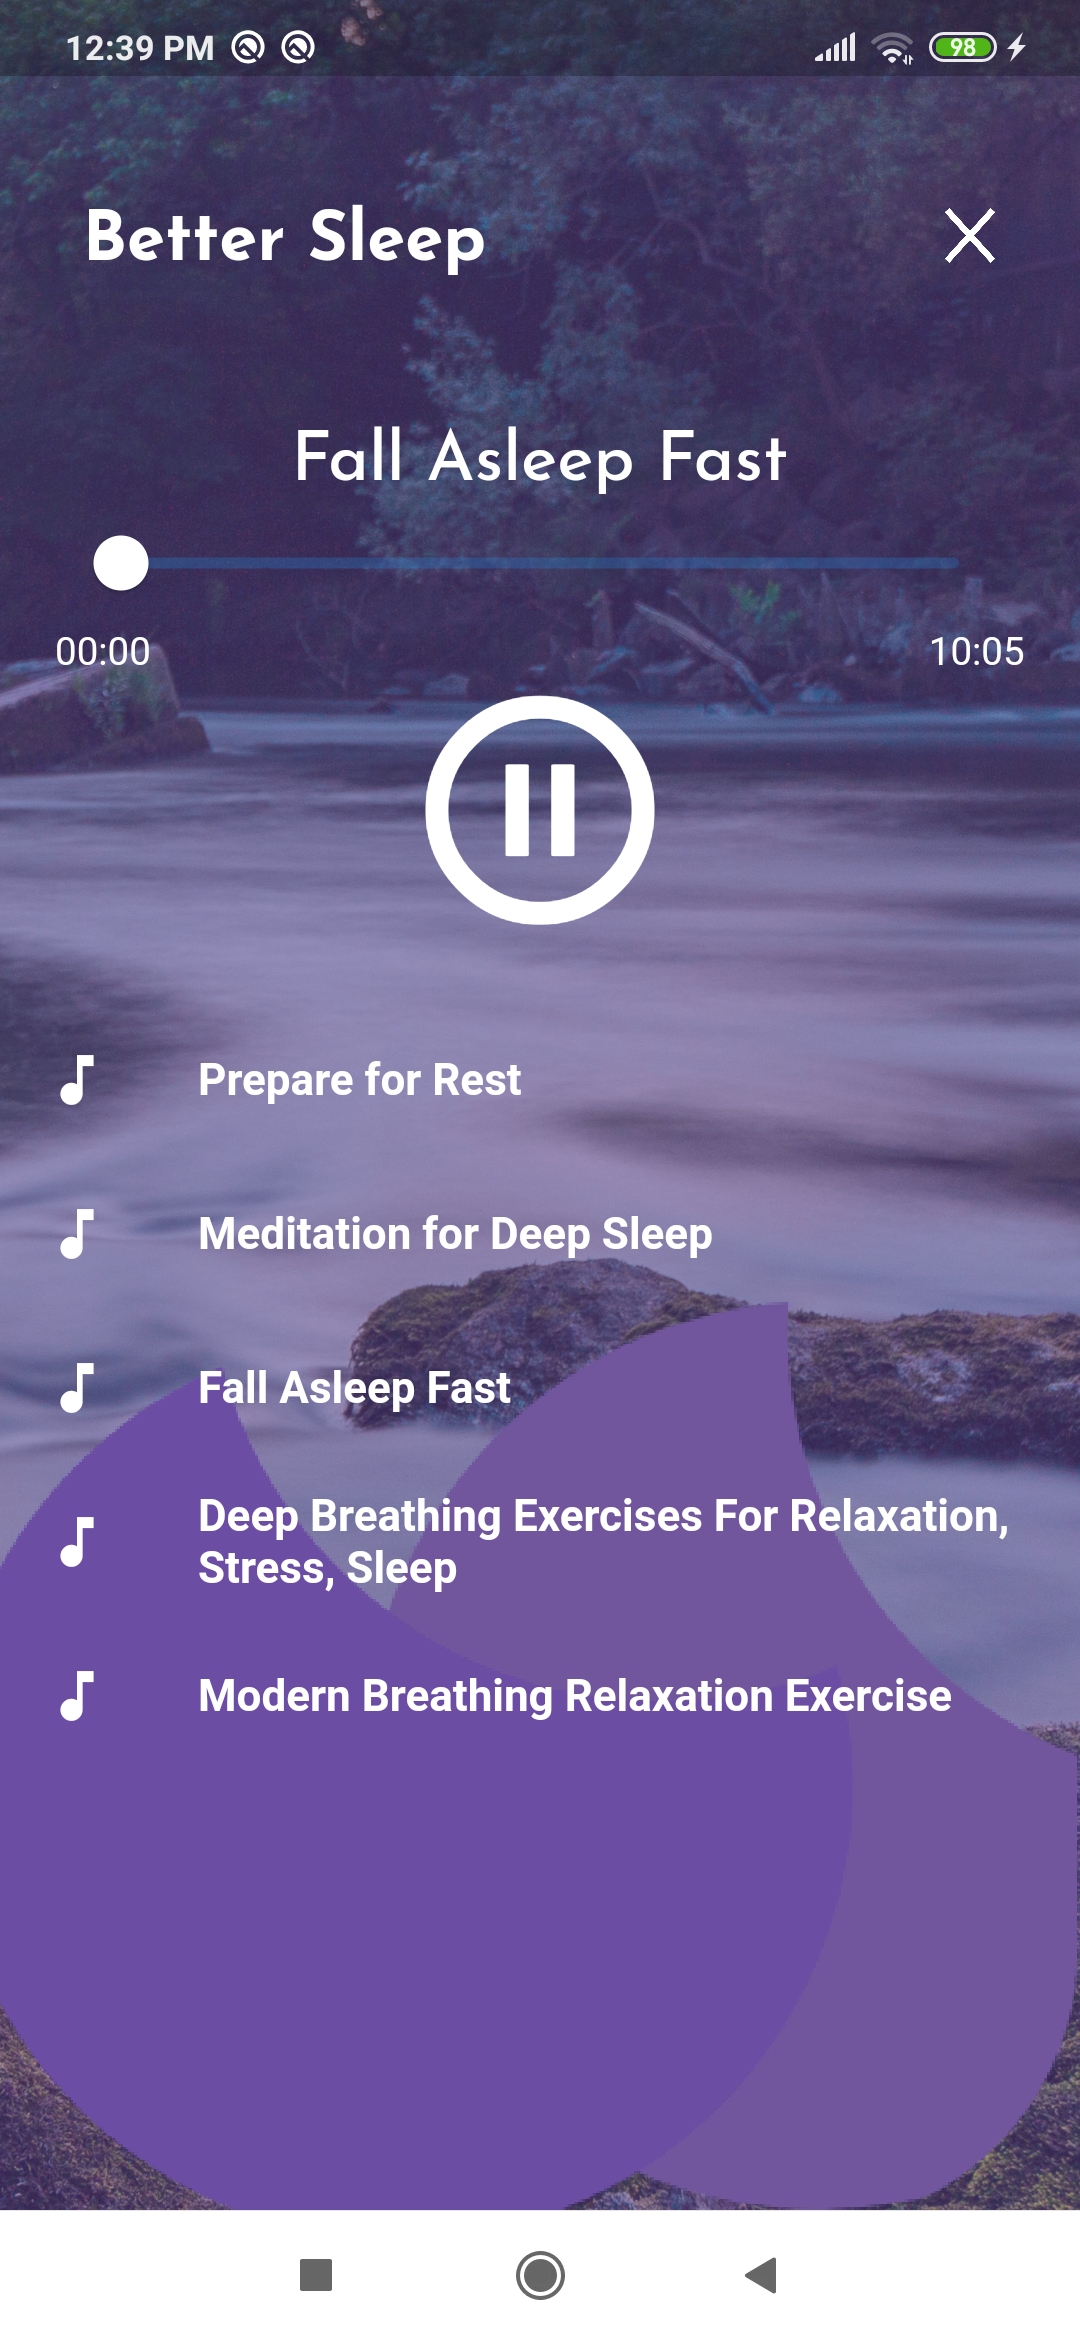 12:39 PM
98
Better Sleep
Fall Asleep Fast
00:00
10:05
Prepare for Rest
Meditation for Deep Sleep
Fall Asleep Fast
Deep Breathing Exercises For Relaxation,
Stress, Sleep
Modern Breathing Relaxation Exercise